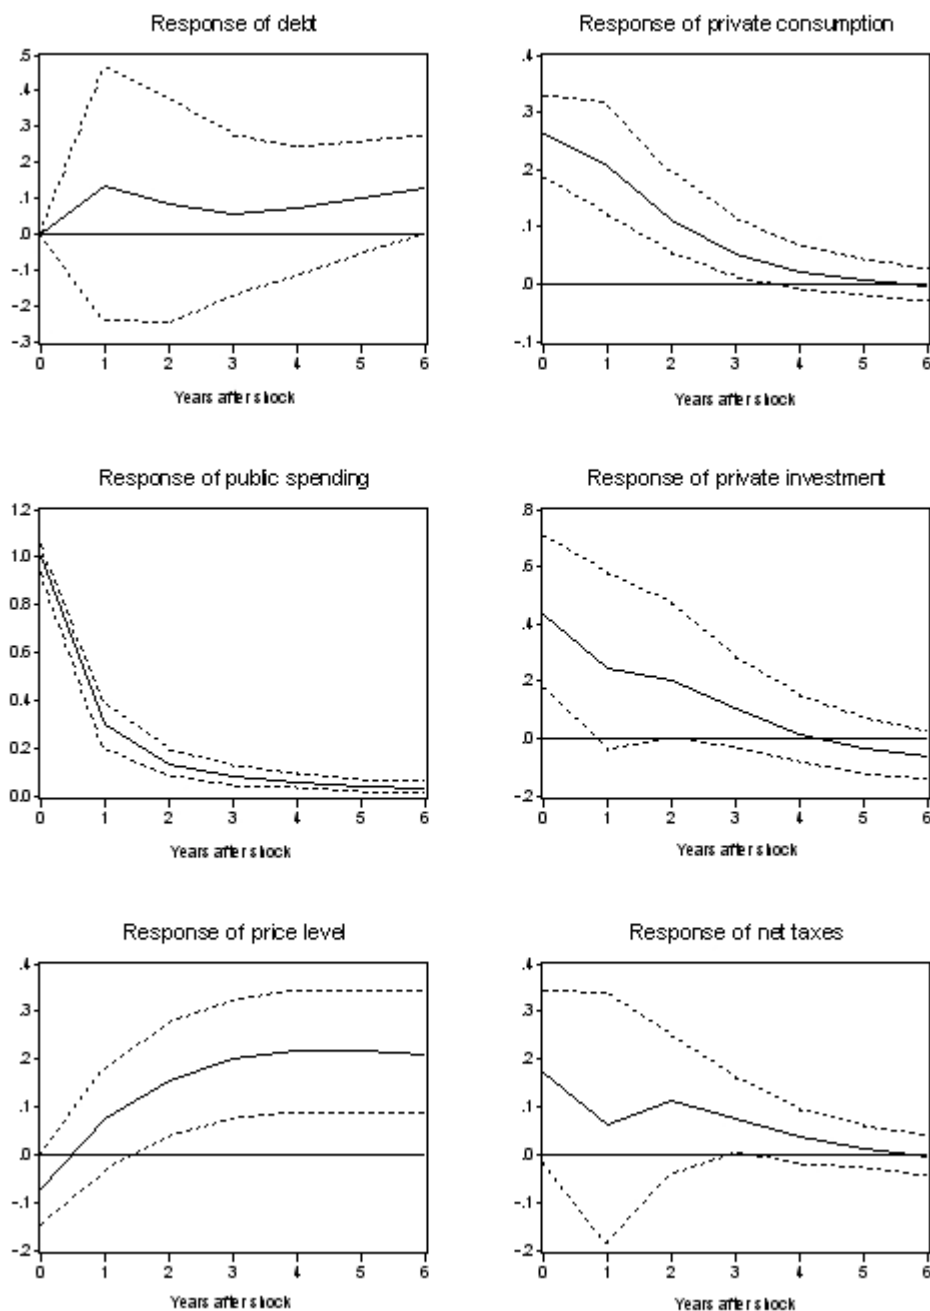 Response of debt
.5
.4
.3
.2
.1
.0
-.1
-.2
-.3
0 1 2 3 4 5 6
Years after shock
Response of private consumption
.4
.3
.2
.1
.0
-.1
0 1 2 3 4 5 6
Years after shock
Response of public spending
1.2
1.0
0.8
0.6
0.4
0.2
0.0
0 1 2 3 4 5 6
Years after shock
Response of private investment
.8
.6
.4
.2
.0
-.2
0 1 2 3 4 5 6
Years after shock
Response of price level
.4
.3
.2
.1
.0
-.1
-.2
0 1 2 3 4 5 6
Years after shock
Response of net taxes
.4
.3
.2
.1
.0
-.1
-.2
0 1 2 3 4 5 6
Years after shock